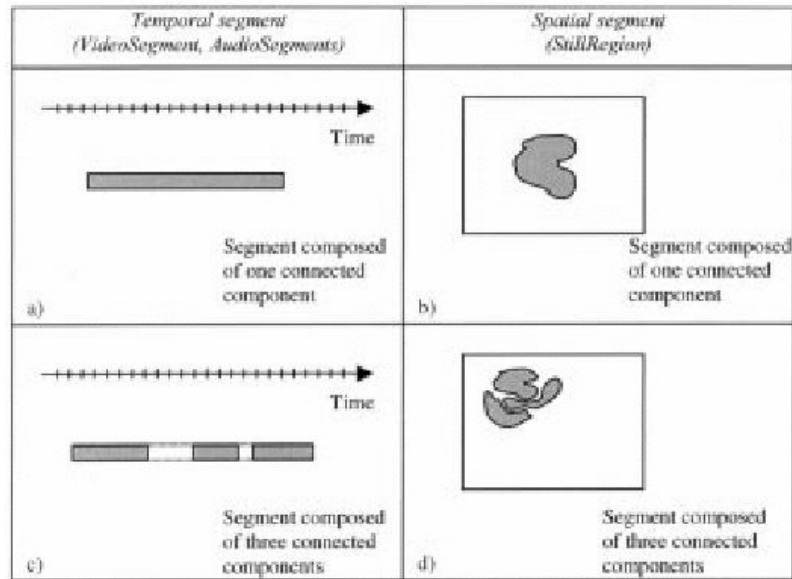 Temporal segment
(VideoSegment, AudioSegments)
Spatial segment
(StillRegion)
Time
Segment composed
of one connected
component
a)
Segment composed
of one connected
component
b)
Time
Segment composed
of three connected
components
c)
Segment composed
of three connected
components
d)